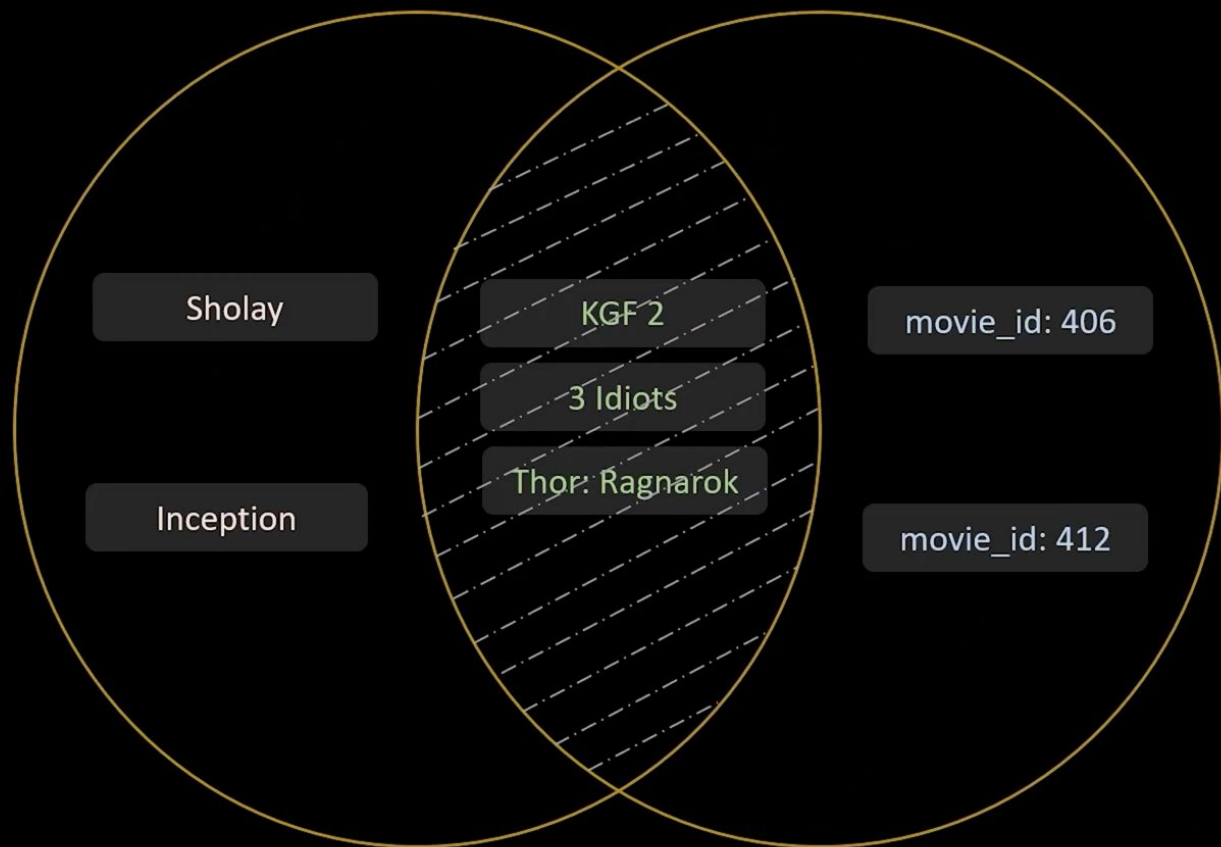 Sholay
Inception
KGF 2
3 Idiots
Thor: Ragnarok
movie_id: 406
movie_id: 412